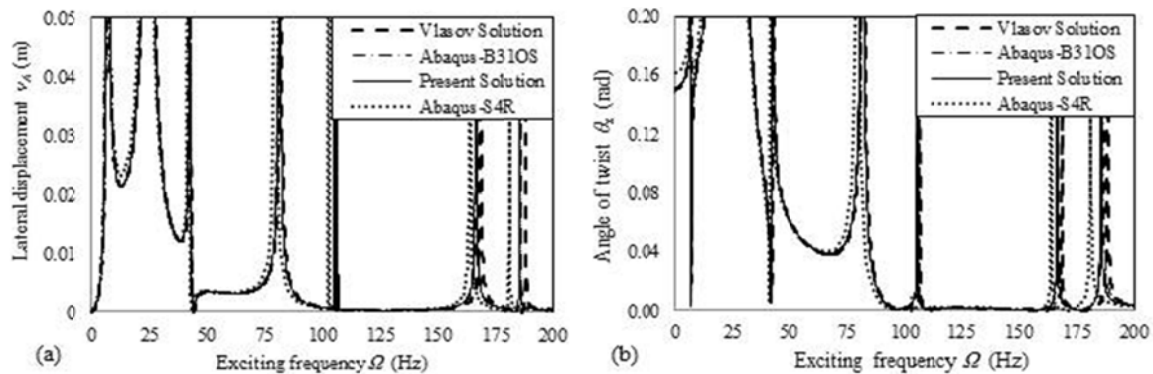 Vlasov Solution
Abaqus-B31OS
Present Solution
Abaqus-S4R
Lateral displacement vA (m)
0.05
0.04
0.03
0.02
0.01
0
0 25 50 75 100 125 150 175 200
(a)
Exciting frequency Ω (Hz)
Vlasov Solution
Abaqus-B31OS
Present Solution
Abaqus-S4R
Angle of twist θz (rad)
0.20
0.16
0.12
0.08
0.04
0.00
0 25 50 75 100 125 150 175 200
(b)
Exciting frequency Ω (Hz)